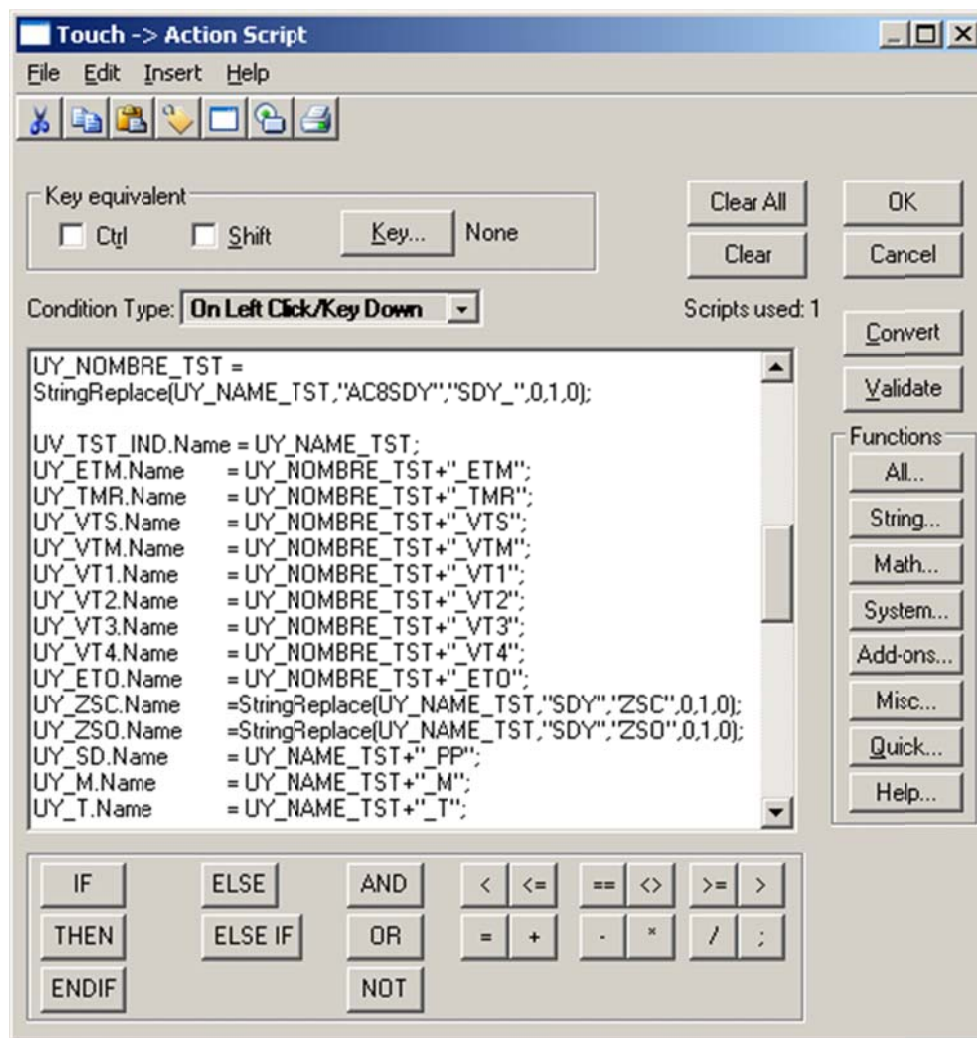 Touch -> Action Script
File Edit Insert Help
Key equivalent
Ctrl Shift Key... None
Clear All OK
Clear Cancel
Condition Type: On Left Click/Key Down Scripts used: 1
Convert
Validate
UY_NOMBRE_TST =
StringReplace(UY_NAME_TST,"AC8SDY","SDY_",0,1,0);
UV_TST_IND.Name = UY_NAME_TST;
UY_ETM.Name = UY_NOMBRE_TST+"_ETM";
UY_TMR.Name = UY_NOMBRE_TST+"_TMR";
UY_VTS.Name = UY_NOMBRE_TST+"_VTS";
UY_VTM.Name = UY_NOMBRE_TST+"_VTM";
UY_VT1.Name = UY_NOMBRE_TST+"_VT1";
UY_VT2.Name = UY_NOMBRE_TST+"_VT2";
UY_VT3.Name = UY_NOMBRE_TST+"_VT3";
UY_VT4.Name = UY_NOMBRE_TST+"_VT4";
UY_ETO.Name = UY_NOMBRE_TST+"_ETO";
UY_ZSC.Name =StringReplace(UY_NAME_TST,"SDY","ZSC",0,1,0);
UY_ZSO.Name =StringReplace(UY_NAME_TST,"SDY","ZSO",0,1,0);
UY_SD.Name = UY_NAME_TST+"_PP";
UY_M.Name = UY_NAME_TST+"_M";
UY_T.Name = UY_NAME_TST+"_T";
Functions
All...
String...
Math...
System...
Add-ons...
Misc...
Quick...
Help...
IF ELSE AND < <= == <> >= >
THEN ELSE IF OR = + - * / ;
ENDIF NOT